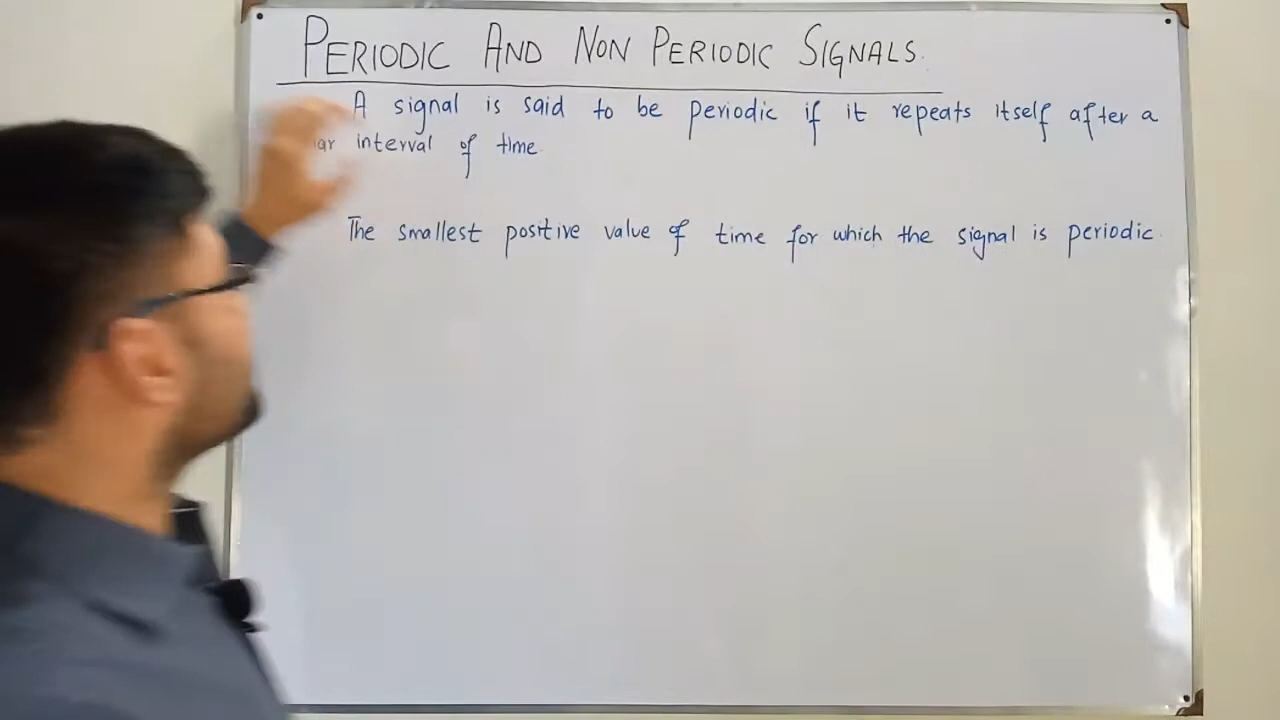 PERIODIC AND NON PERIODIC SIGNALS.
A signal is said to be periodic if it repeats itself after a
interval of time.
The smallest positive value of time for which the signal is periodic.